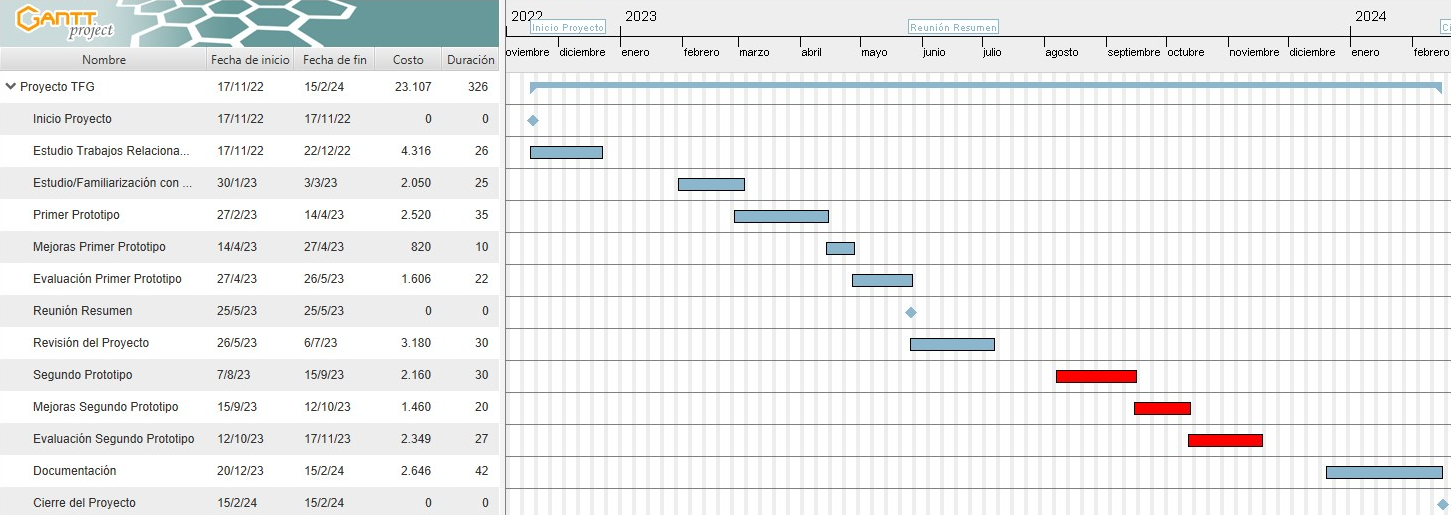 GANTT
project
2022 2023 2024
Inicio Proyecto Reunión Resumen Ci
noviembre diciembre enero febrero marzo abril mayo junio julio agosto septiembre octubre noviembre diciembre enero febrero
Nombre Fecha de inicio Fecha de fin Costo Duración
Proyecto TFG 17/11/22 15/2/24 23.107 326
Inicio Proyecto 17/11/22 17/11/22 0 0
Estudio Trabajos Relaciona... 17/11/22 22/12/22 4.316 26
Estudio/Familiarización con ... 30/1/23 3/3/23 2.050 25
Primer Prototipo 27/2/23 14/4/23 2.520 35
Mejoras Primer Prototipo 14/4/23 27/4/23 820 10
Evaluación Primer Prototipo 27/4/23 26/5/23 1.606 22
Reunión Resumen 25/5/23 25/5/23 0 0
Revisión del Proyecto 26/5/23 6/7/23 3.180 30
Segundo Prototipo 7/8/23 15/9/23 2.160 30
Mejoras Segundo Prototipo 15/9/23 12/10/23 1.460 20
Evaluación Segundo Prototipo 12/10/23 17/11/23 2.349 27
Documentación 20/12/23 15/2/24 2.646 42
Cierre del Proyecto 15/2/24 15/2/24 0 0